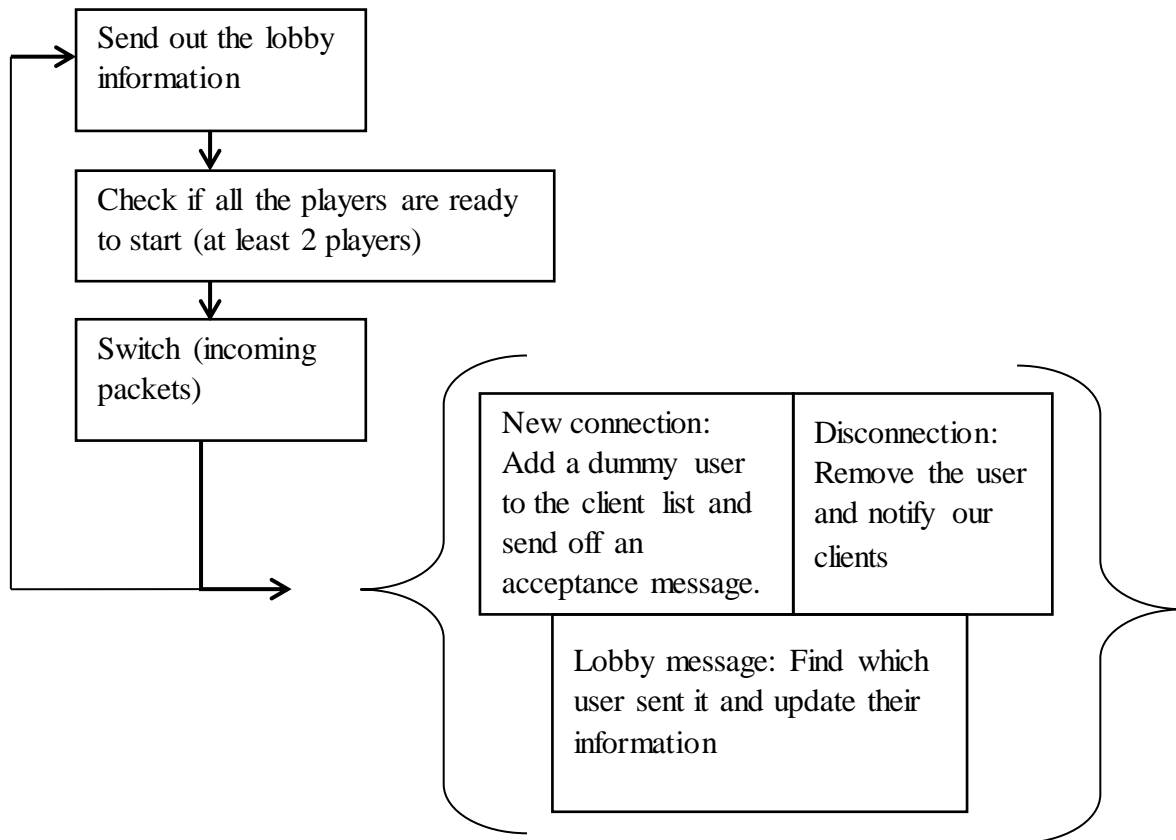 Send out the lobby
information
Check if all the players are ready
to start (at least 2 players)
Switch (incoming
packets)
New connection:
Add a dummy user
to the client list and
send off an
acceptance message.
Disconnection:
Remove the user
and notify our
clients
Lobby message: Find which
user sent it and update their
information